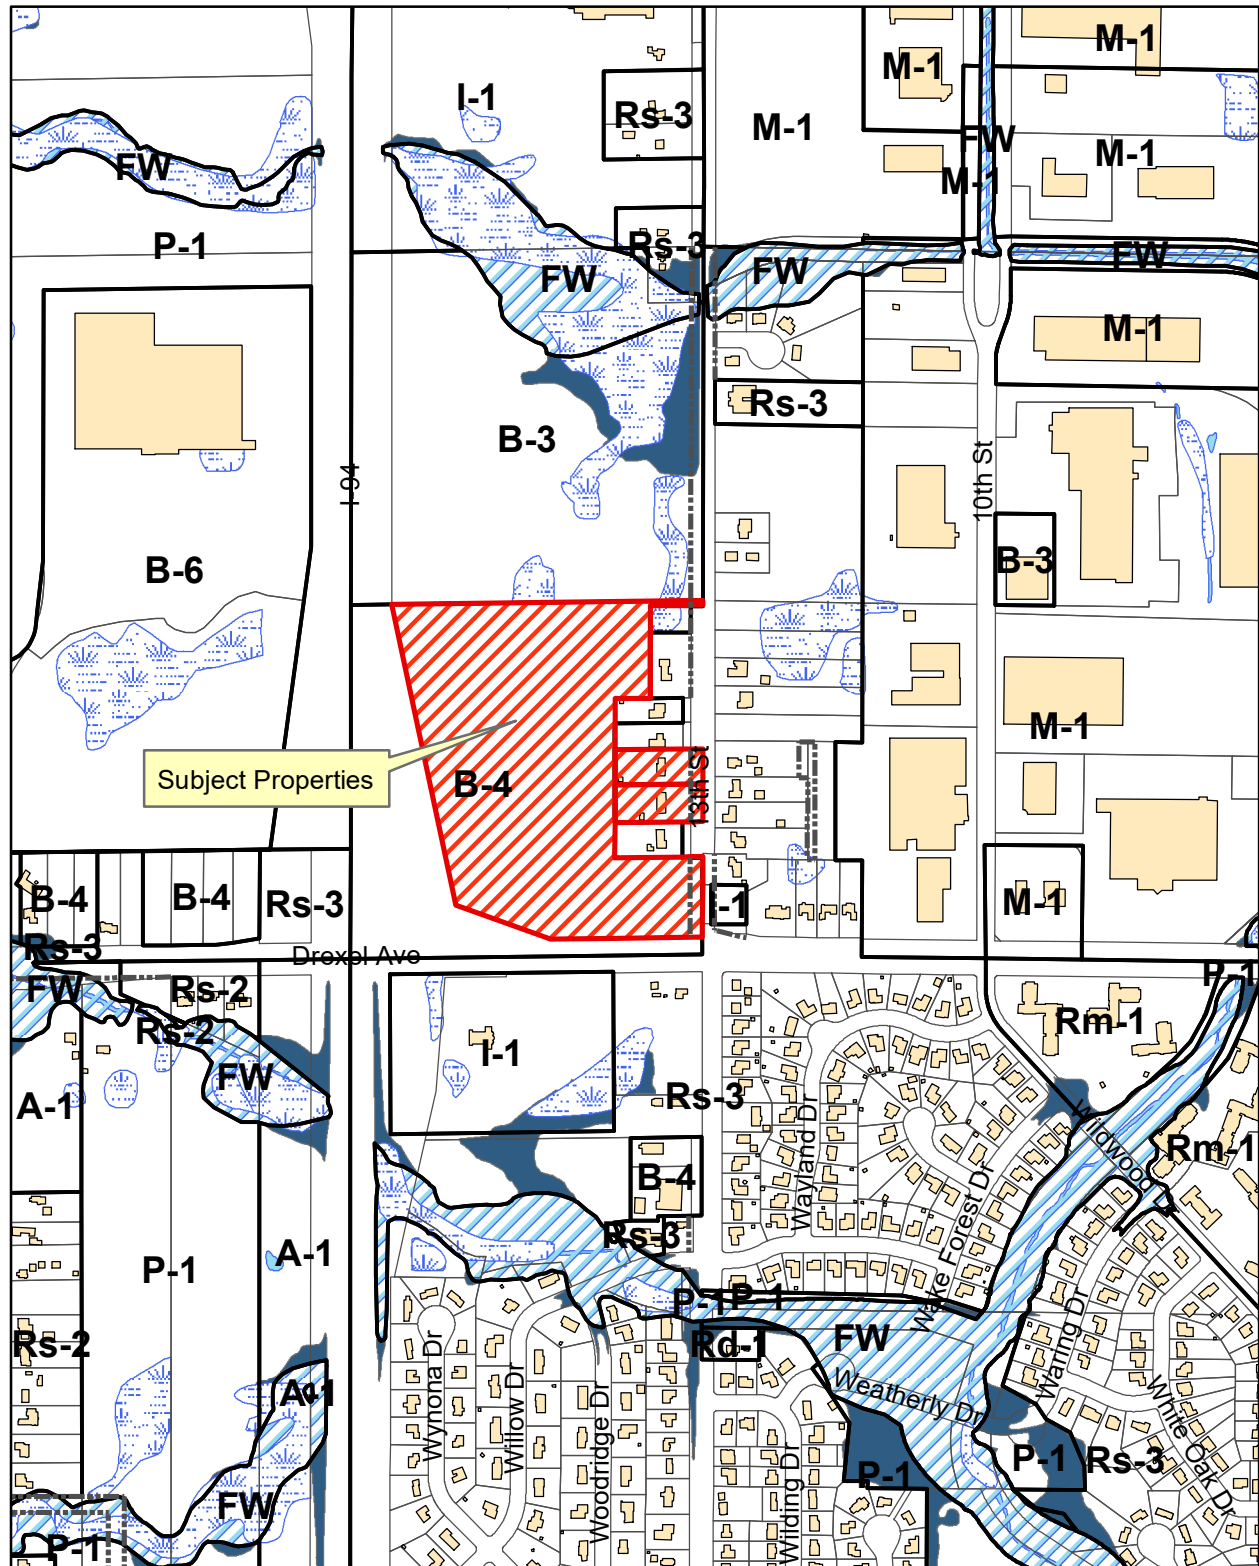 M-1
M-1
I-1
Rs-3
M-1
FW
M-1
FW
M-1
P-1
Rs-3
FW
FW
FW
M-1
Rs-3
B-3
I-94
10th St
B-3
B-6
M-1
Subject Properties
B-4
13th St
B-4
B-4
Rs-3
I-1
M-1
Rs-3
Drexel Ave
FW
Rs-2
P-1
Rs-2
Rm-1
I-1
FW
A-1
Rs-3
Wayland Dr
Wildwood Dr
Rm-1
B-4
Wake Forest Dr
Rs-3
A-1
P-1
P-1
P-1
FW
Rd-1
Rs-2
Waring Dr
Wynona Dr
Willow Dr
Woodridge Dr
Weatherly Dr
A-1
White Oak Dr
P-1
Rs-3
P-1
Wilding Dr
FW
P-1